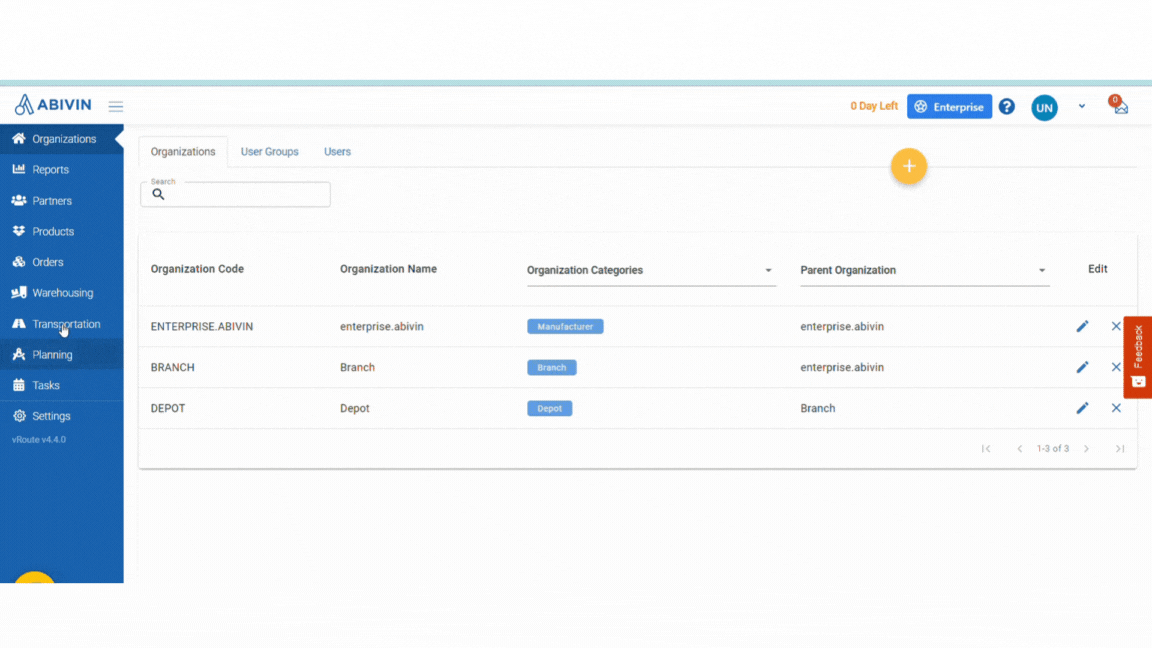 ABIVIN
0 Day Left
Enterprise
?
UN
0
Organizations
Reports
Partners
Products
Orders
Warehousing
Transportation
Planning
Tasks
Settings
vRoute v4.4.0
Organizations User Groups Users
+
Search
Organization Code Organization Name Organization Categories Parent Organization Edit
ENTERPRISE.ABIVIN enterprise.abivin Manufacturer enterprise.abivin
BRANCH Branch Branch enterprise.abivin
DEPOT Depot Depot Branch
1-3 of 3
Feedback